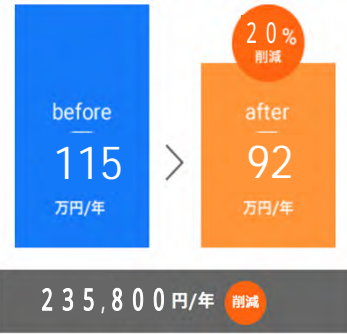 20%
削減
before
115
万円/年
>
after
92
万円/年
235,800円/年 削減